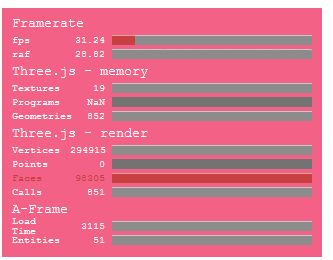 Framerate
fps 31.24
raf 28.82
Three.js - memory
Textures 19
Programs NaN
Geometries 852
Three.js - render
Vertices 294915
Points 0
Faces 98305
Calls 851
A-Frame
Load
Time 3115
Entities 51